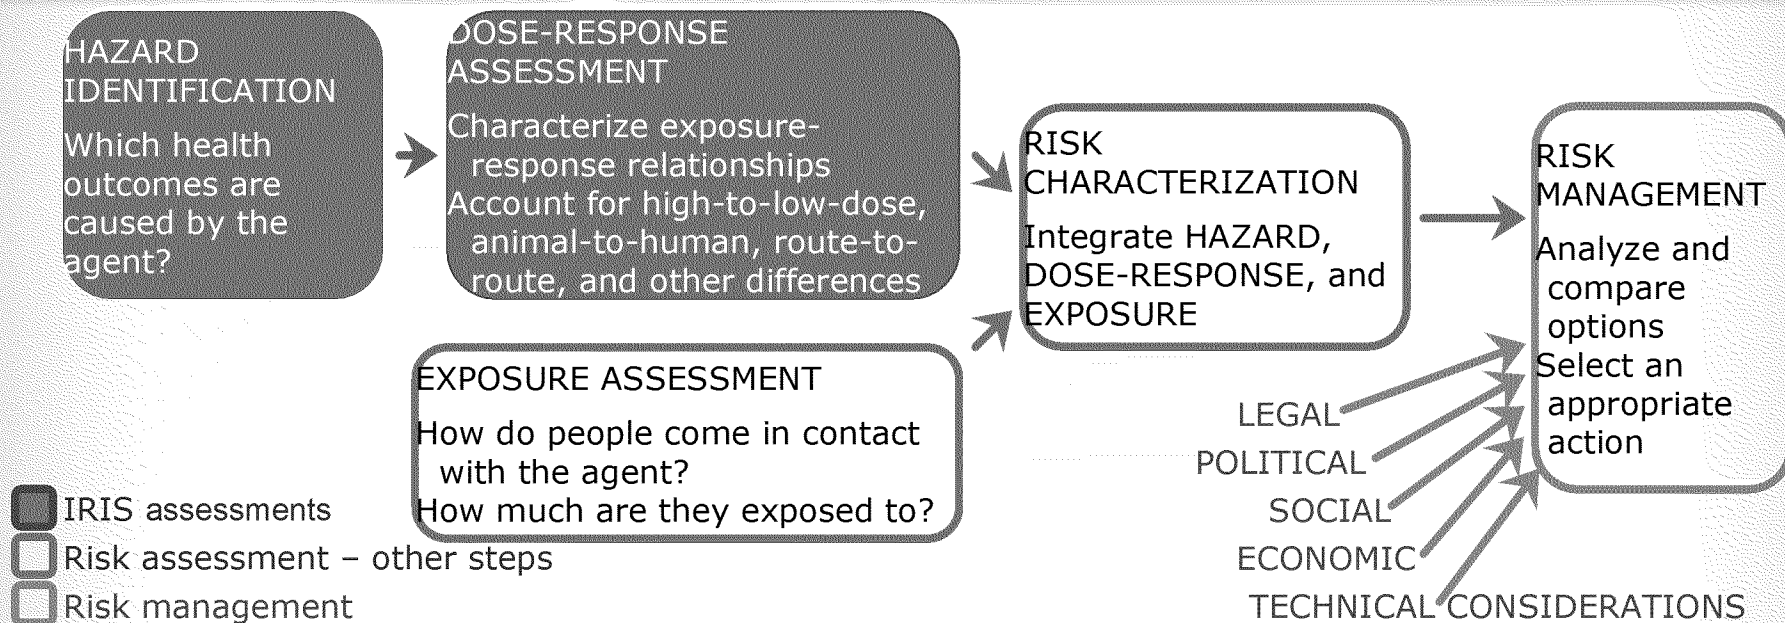 HAZARD
IDENTIFICATION
Which health
outcomes are
caused by the
agent?
DOSE-RESPONSE
ASSESSMENT
Characterize exposure-
response relationships
Account for high-to-low-dose,
animal-to-human, route-to-
route, and other differences
EXPOSURE ASSESSMENT
How do people come in contact
with the agent?
How much are they exposed to?
RISK
CHARACTERIZATION
Integrate HAZARD,
DOSE-RESPONSE, and
EXPOSURE
RISK
MANAGEMENT
Analyze and
compare
options
Select an
appropriate
action
LEGAL
POLITICAL
SOCIAL
ECONOMIC
TECHNICAL CONSIDERATIONS
IRIS assessments
Risk assessment – other steps
Risk management